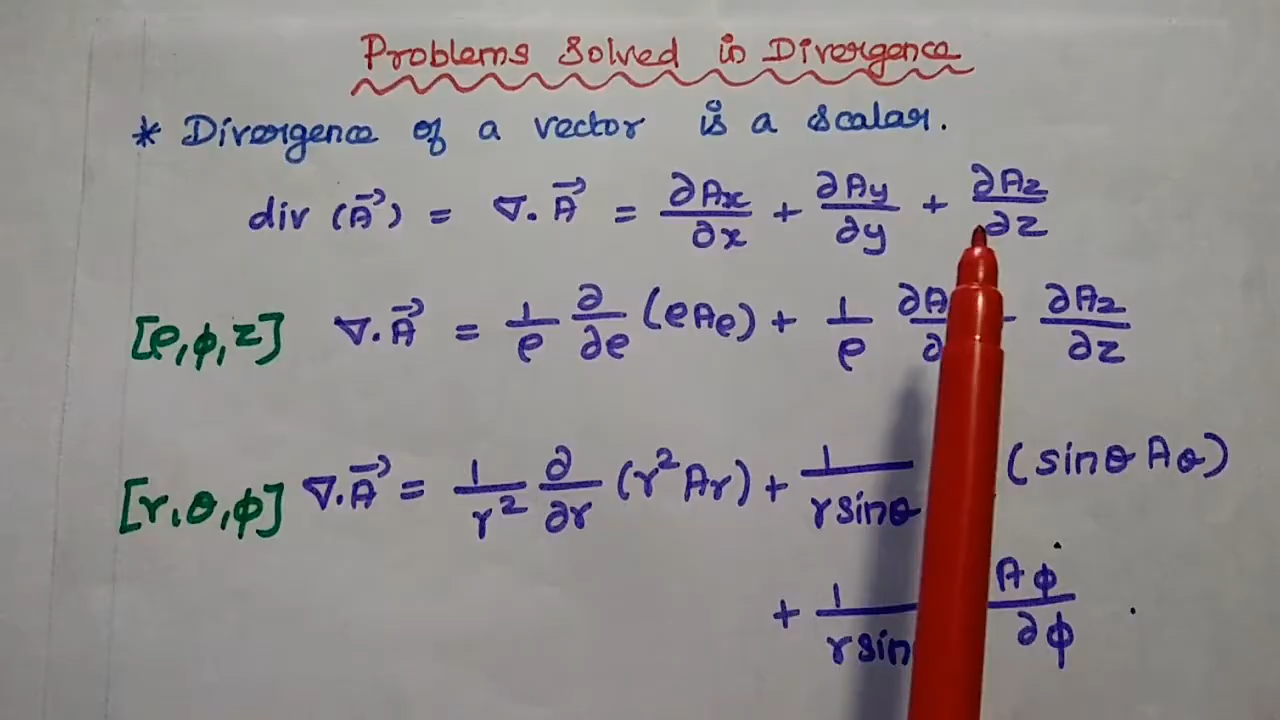 Problems Solved in Divergence
* Divergence of a vector is a scalar.
div (A⃗) = ∇.A⃗ = ∂Ax/∂x + ∂Ay/∂y + ∂Az/∂z
[ρ,φ,z] ∇.A⃗ = 1/ρ ∂/∂ρ (ρAρ) + 1/ρ ∂A/∂ ∂Az/∂z
[r,θ,φ] ∇.A⃗ = 1/r² ∂/∂r (r²Ar) + 1/rsinθ (sinθ Aθ)
+ 1/rsin Aφ/∂φ